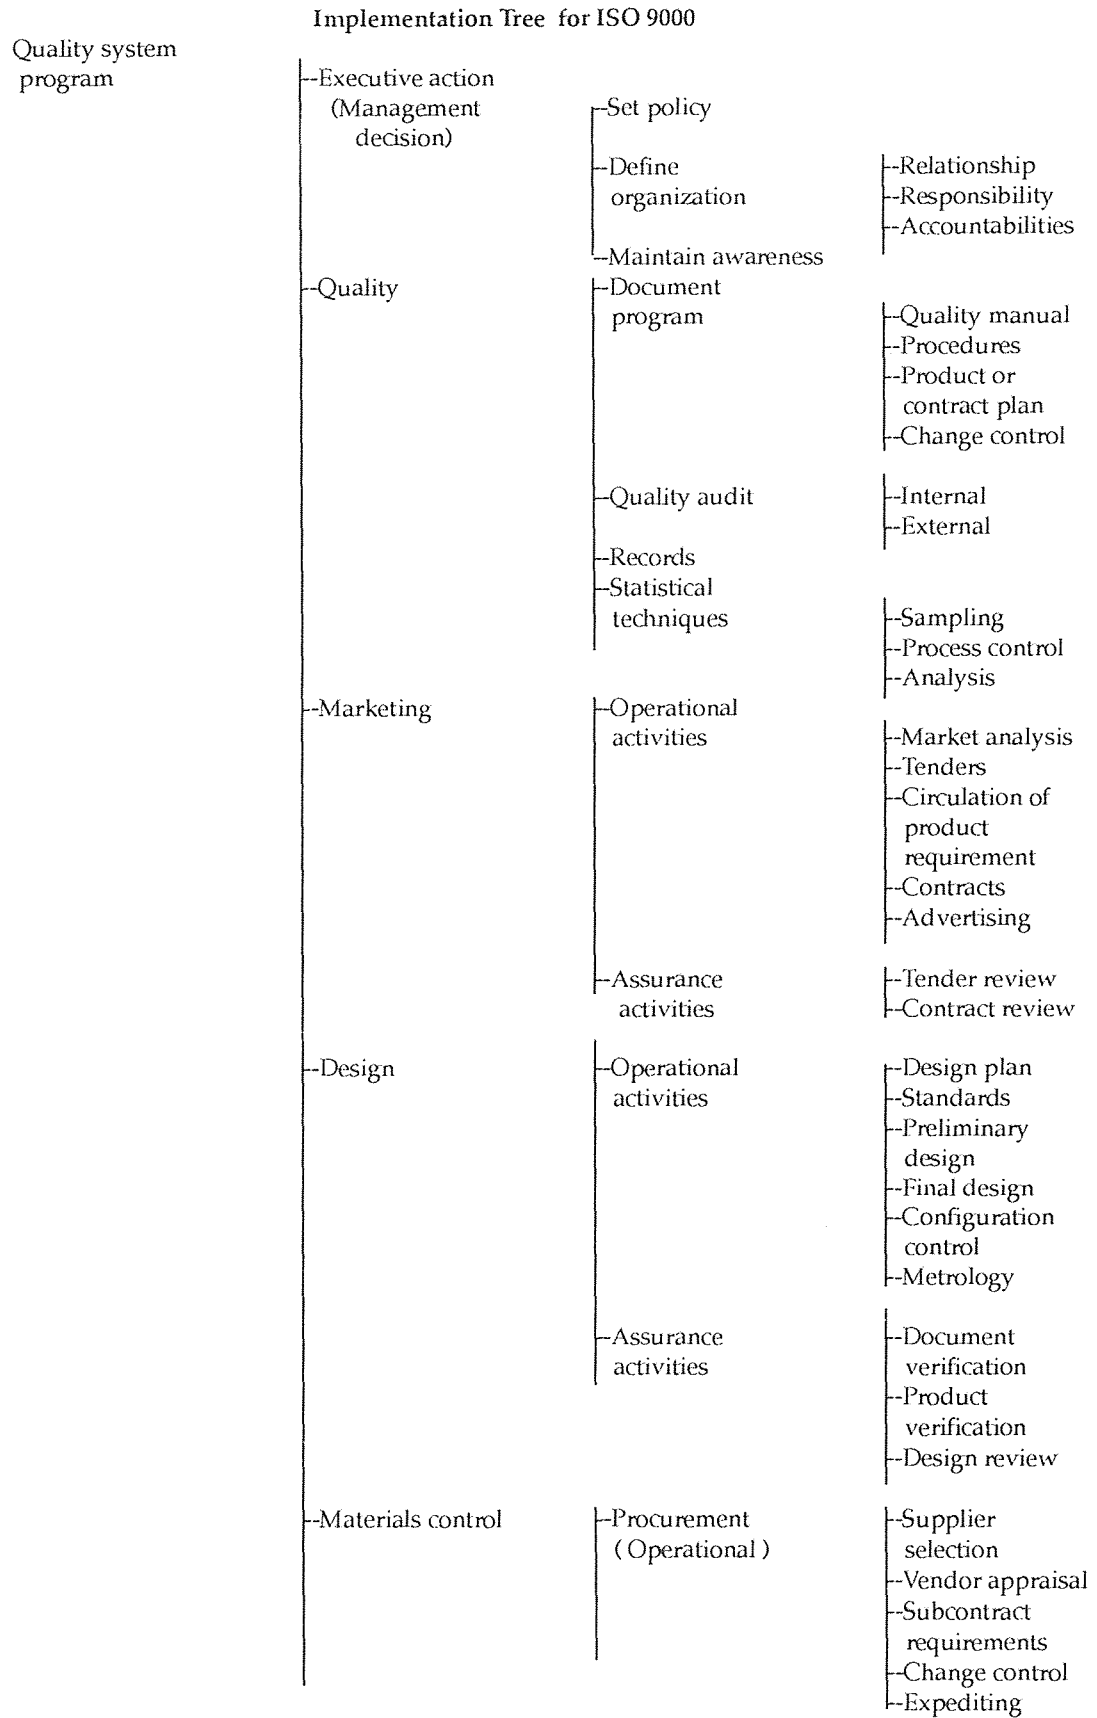 Implementation Tree for ISO 9000
Quality system
program
Executive action
(Management
decision)
Set policy
Define
organization
Relationship
Responsibility
Accountabilities
Maintain awareness
Quality
Document
program
Quality manual
Procedures
Product or
contract plan
Change control
Quality audit
Internal
External
Records
Statistical
techniques
Sampling
Process control
Analysis
Marketing
Operational
activities
Market analysis
Tenders
Circulation of
product
requirement
Contracts
Advertising
Assurance
activities
Tender review
Contract review
Design
Operational
activities
Design plan
Standards
Preliminary
design
Final design
Configuration
control
Metrology
Assurance
activities
Document
verification
Product
verification
Design review
Materials control
Procurement
(Operational)
Supplier
selection
Vendor appraisal
Subcontract
requirements
Change control
Expediting